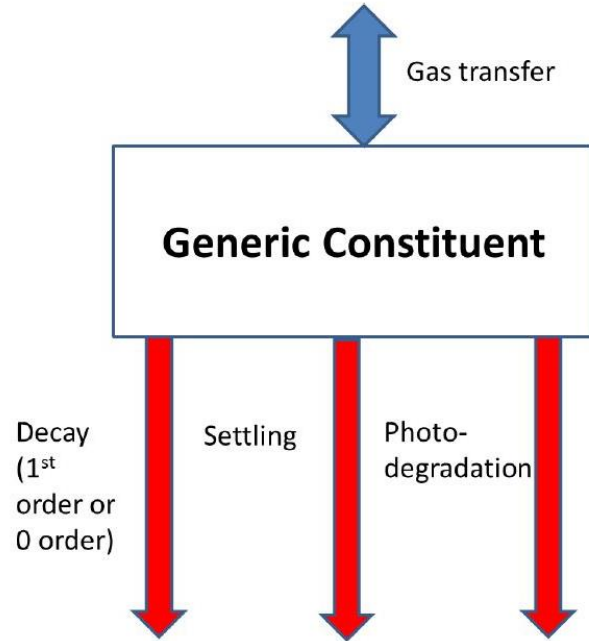 Gas transfer
Generic Constituent
Decay
(1st
order or
0 order)
Settling
Photo-
degradation